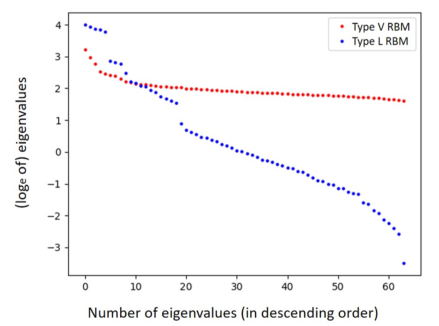 Type V RBM
Type L RBM
4
3
2
1
0
−1
−2
−3
(logₑ of) eigenvalues
0 10 20 30 40 50 60
Number of eigenvalues (in descending order)